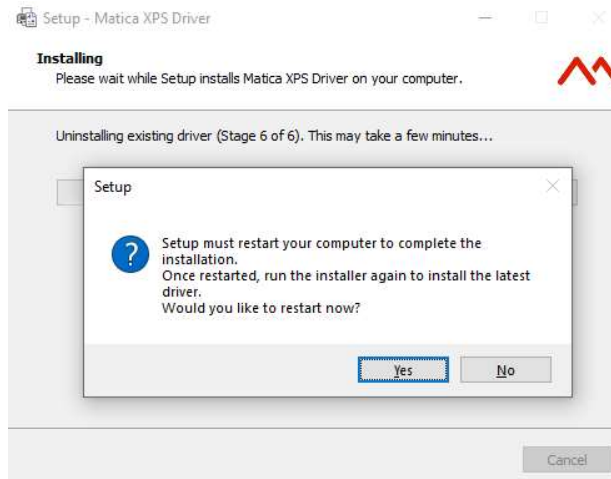 Setup - Matica XPS Driver
Installing
Please wait while Setup installs Matica XPS Driver on your computer.
Uninstalling existing driver (Stage 6 of 6). This may take a few minutes...
Setup
Setup must restart your computer to complete the
installation.
Once restarted, run the installer again to install the latest
driver.
Would you like to restart now?
Yes
No
Cancel